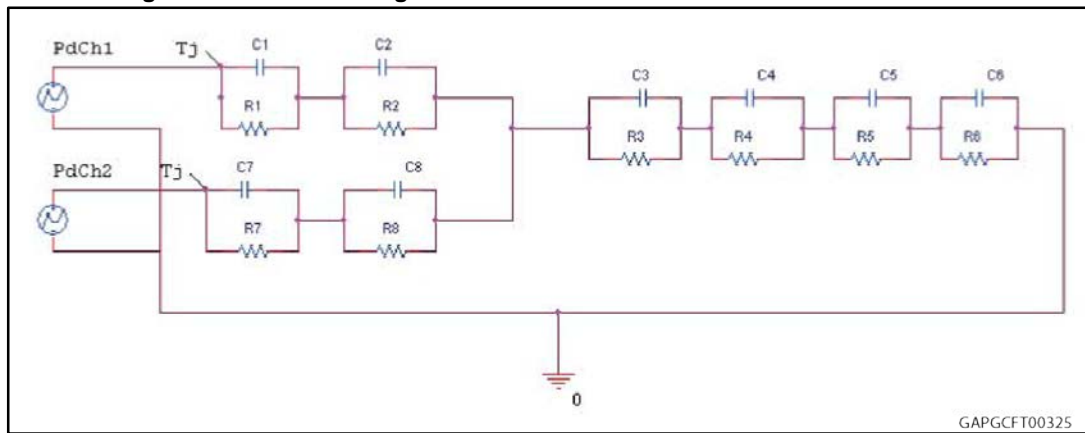 PdCh1
Tj
C1
C2
R1
R2
C3
C4
C5
C6
R3
R4
R5
R6
PdCh2
Tj
C7
C8
R7
R8
0
GAPGCFT00325